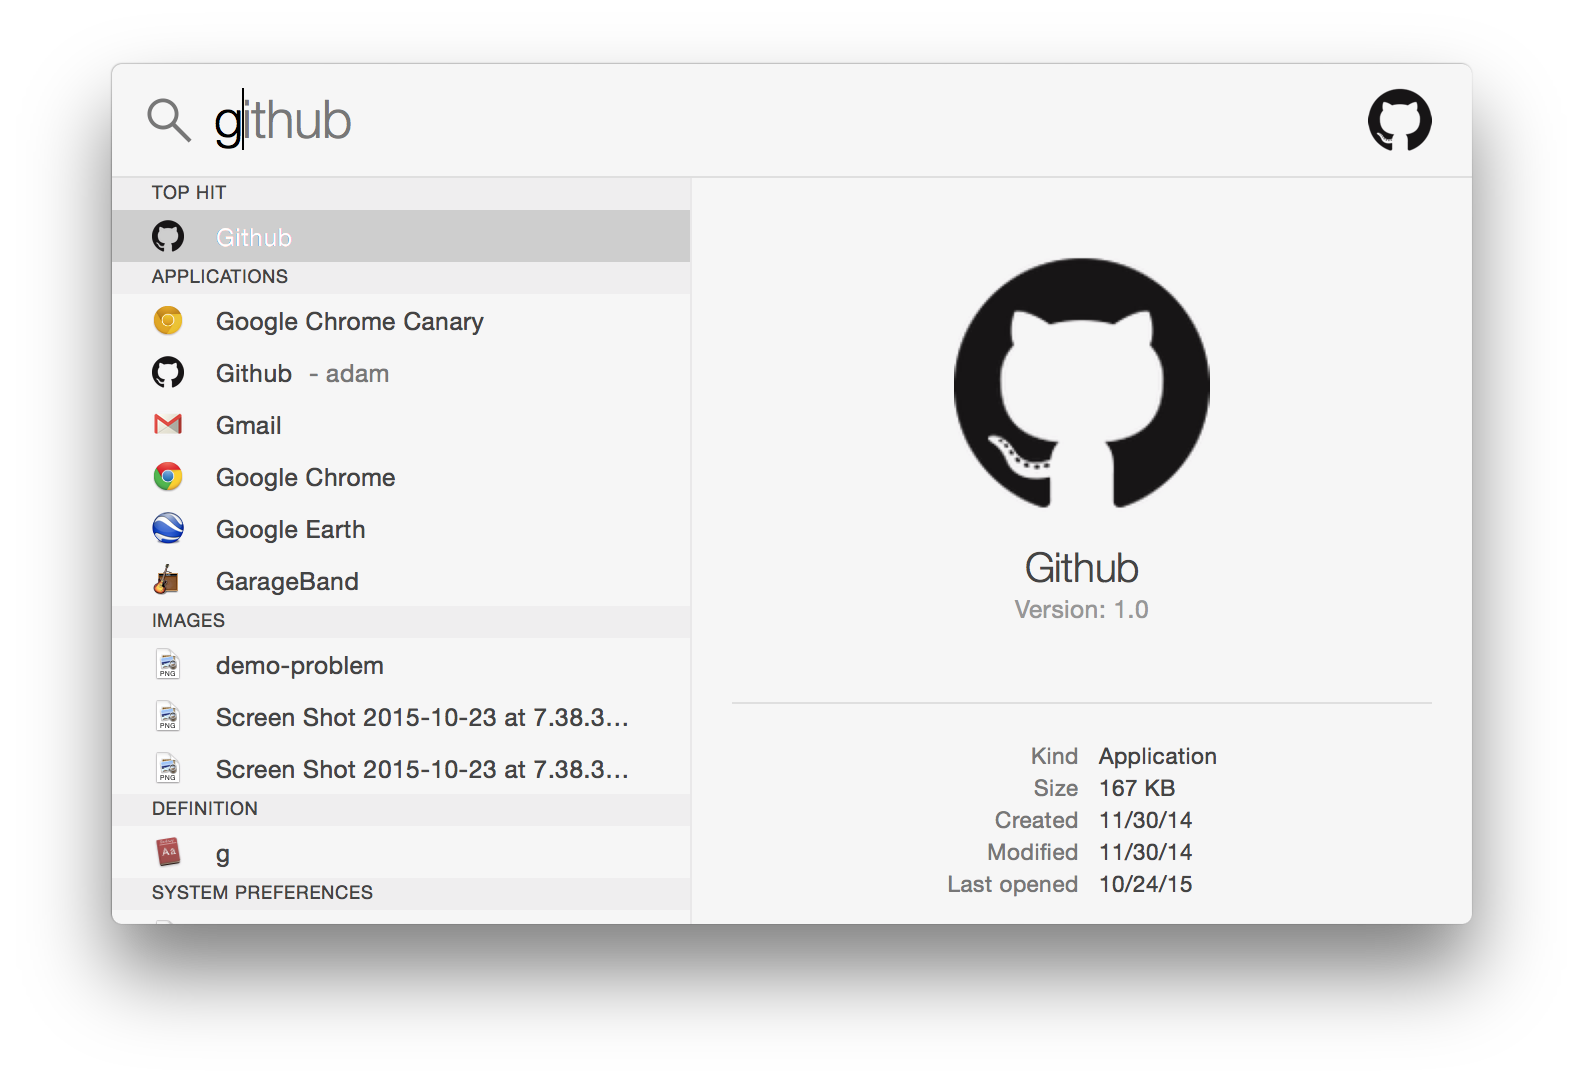 github
TOP HIT
Github
APPLICATIONS
Google Chrome Canary
Github - adam
Gmail
Google Chrome
Google Earth
GarageBand
IMAGES
PNG demo-problem
PNG Screen Shot 2015-10-23 at 7.38.3...
PNG Screen Shot 2015-10-23 at 7.38.3...
DEFINITION
Aa g
SYSTEM PREFERENCES
Github
Version: 1.0
Kind Application
Size 167 KB
Created 11/30/14
Modified 11/30/14
Last opened 10/24/15